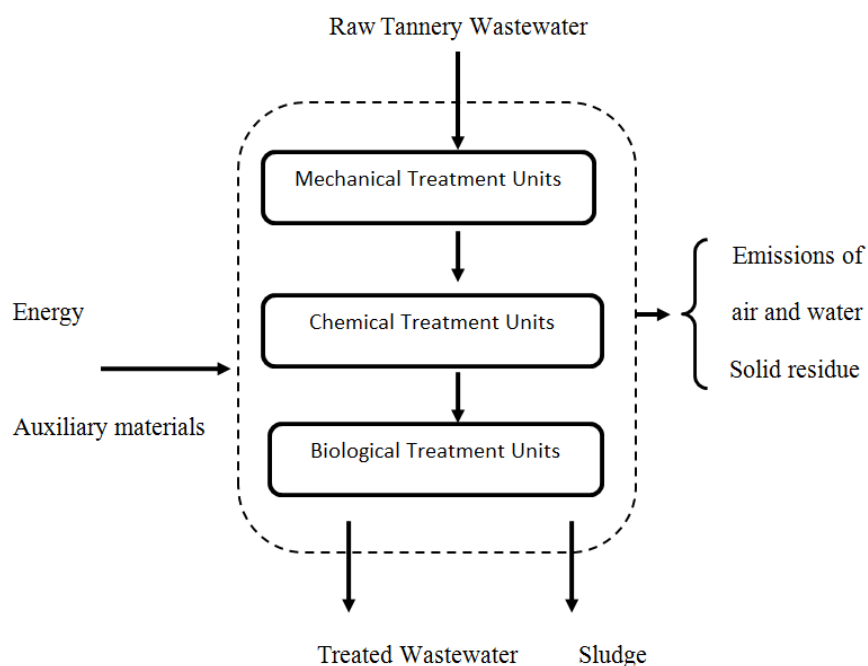 Raw Tannery Wastewater
Mechanical Treatment Units
Energy
Auxiliary materials
Chemical Treatment Units
Biological Treatment Units
Emissions of
air and water
Solid residue
Treated Wastewater
Sludge